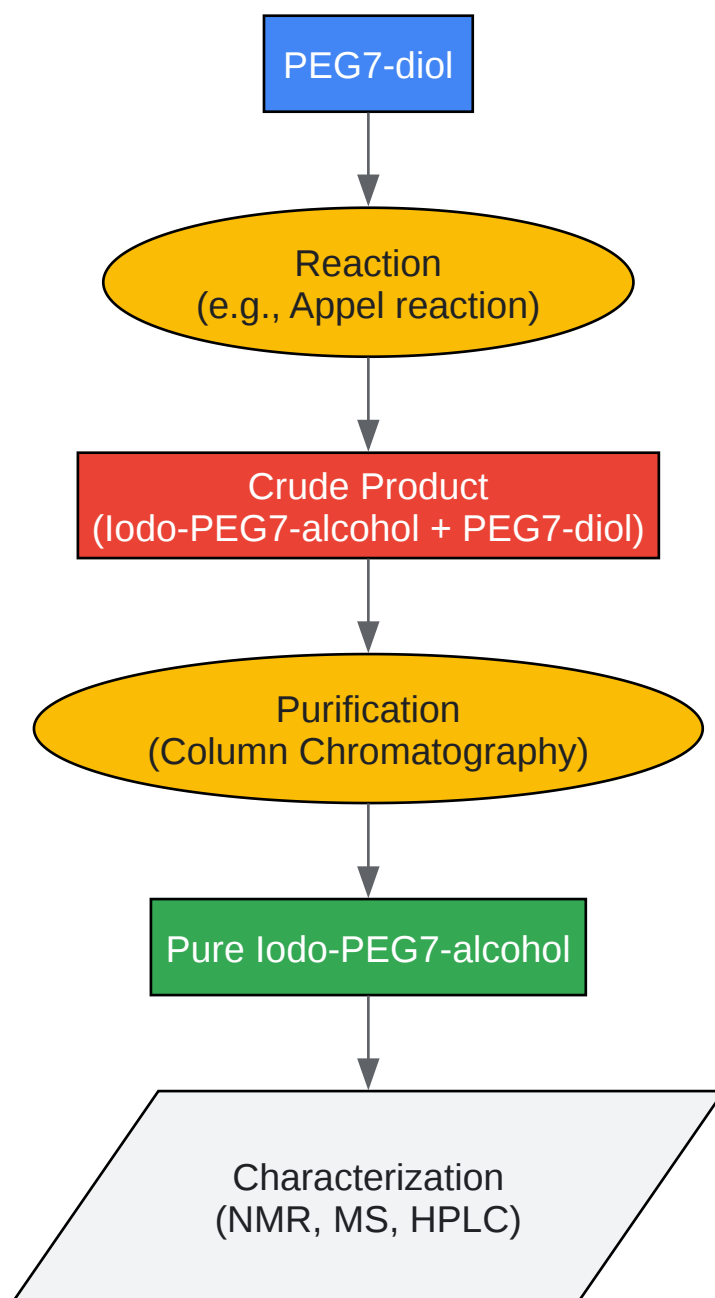 PEG7-diol
Reaction
(e.g., Appel reaction)
Crude Product
(Iodo-PEG7-alcohol + PEG7-diol)
Purification
(Column Chromatography)
Pure Iodo-PEG7-alcohol
Characterization
(NMR, MS, HPLC)